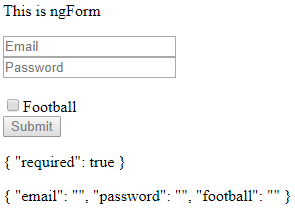 This is ngForm
Email
Password
Football
Submit
{ "required": true }
{ "email": "", "password": "", "football": "" }